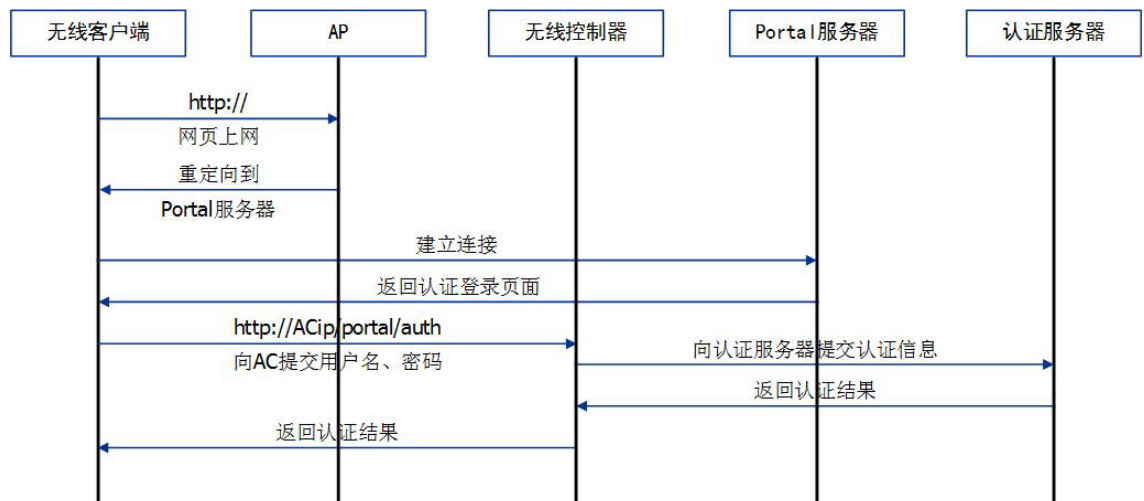 无线客户端
AP
无线控制器
Portal服务器
认证服务器
http://
网页上网
重定向到
Portal服务器
建立连接
返回认证登录页面
http://ACip/portal/auth
向AC提交用户名、密码
向认证服务器提交认证信息
返回认证结果
返回认证结果